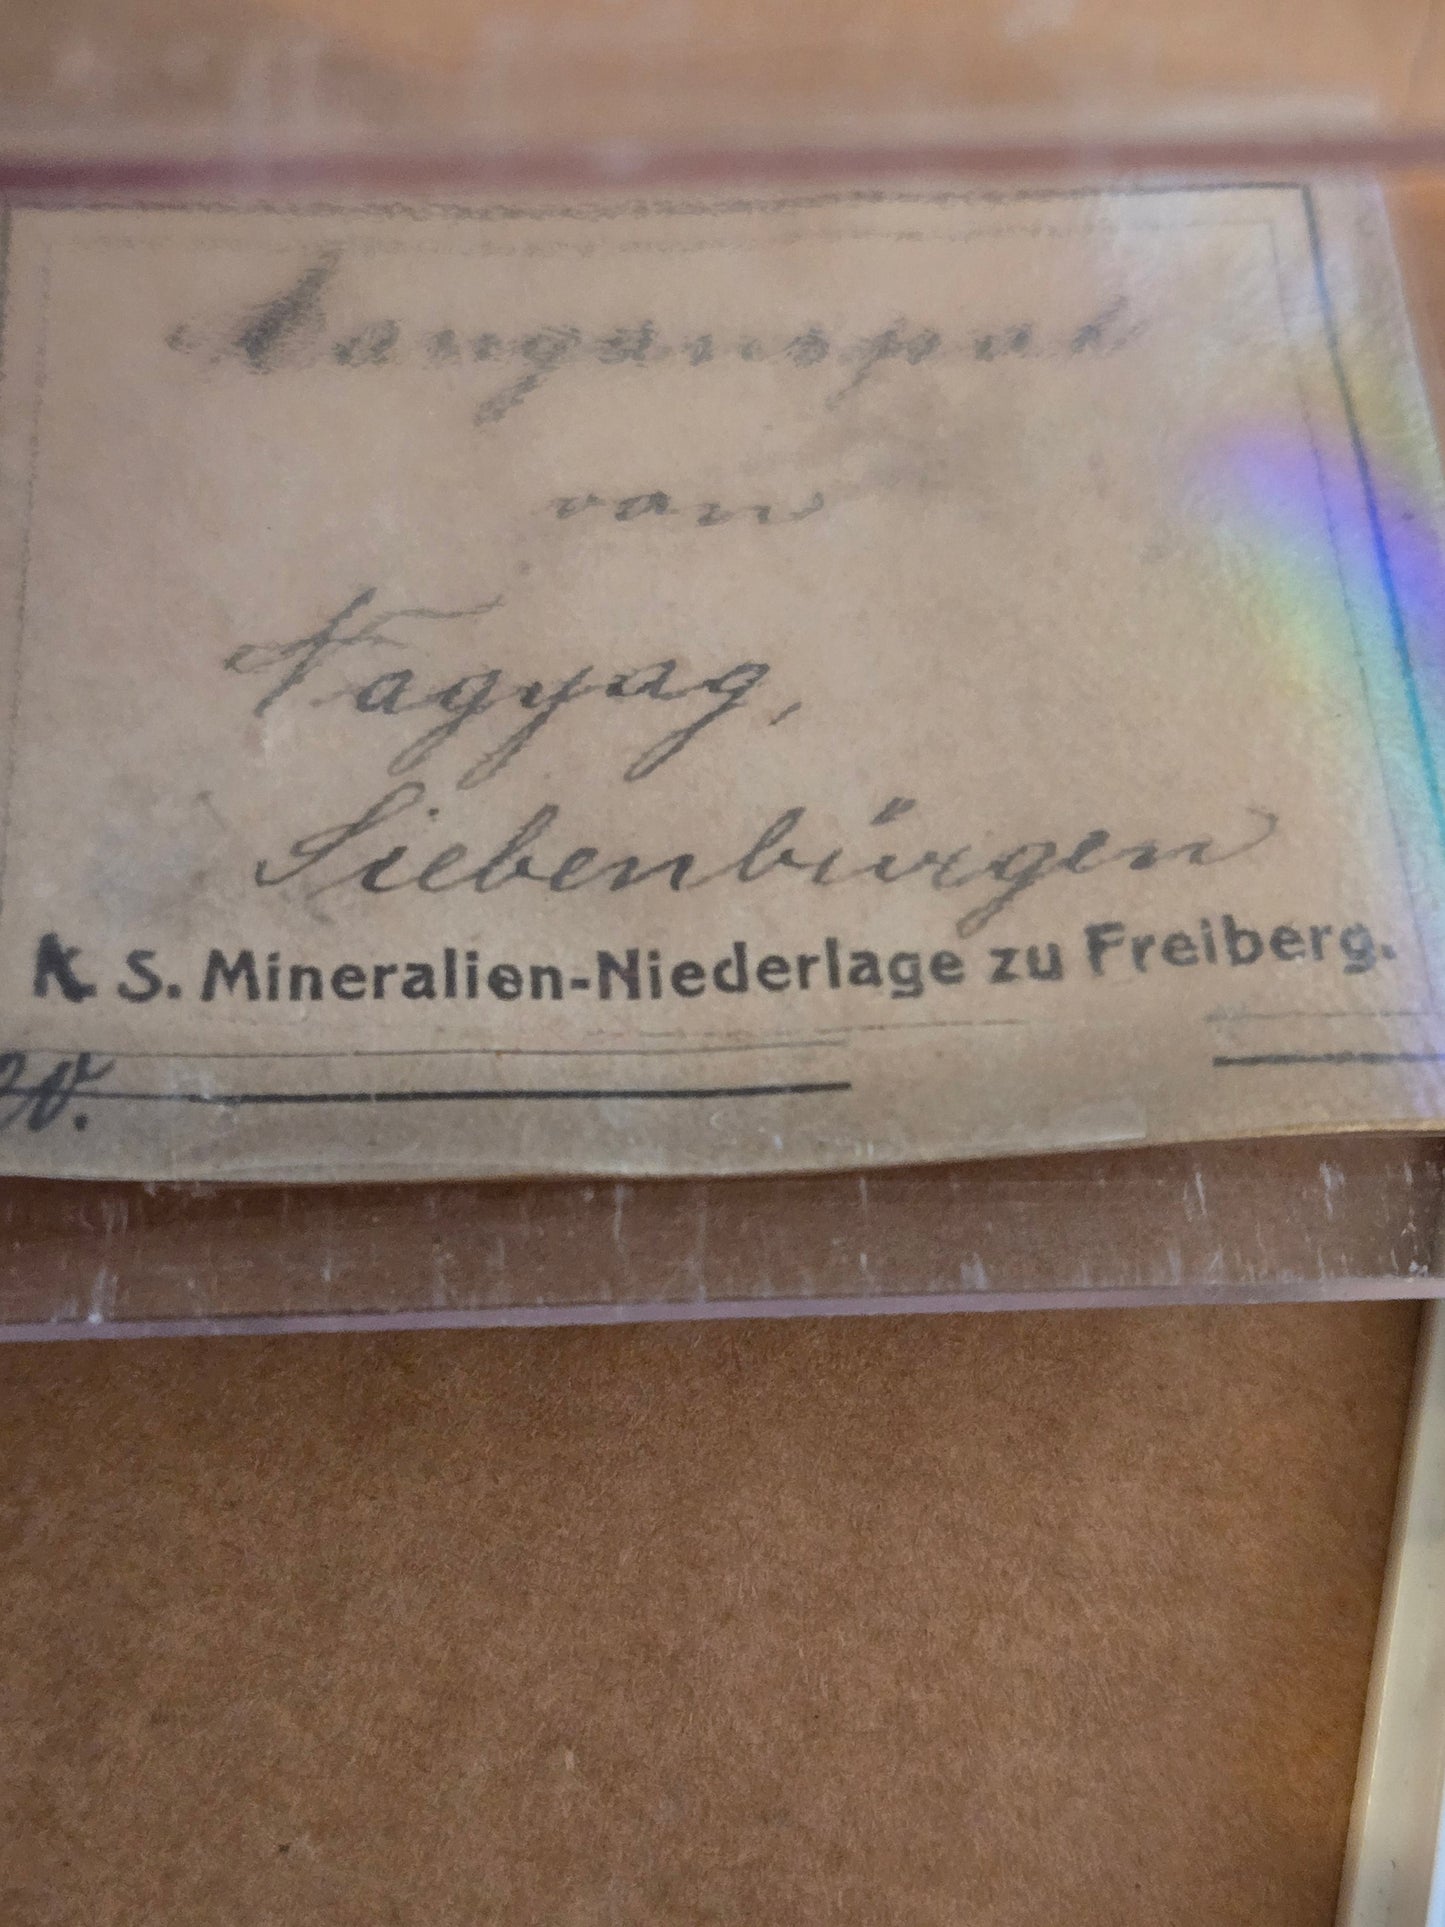 Manganspat
von
Nagyag,
Siebenbürgen
K. S. Mineralien-Niederlage zu Freiberg.